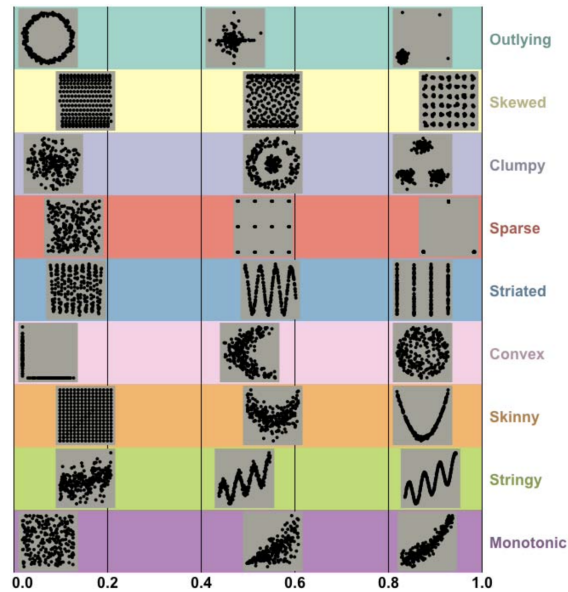 Outlying
Skewed
Clumpy
Sparse
Striated
Convex
Skinny
Stringy
Monotonic
0.0 0.2 0.4 0.6 0.8 1.0